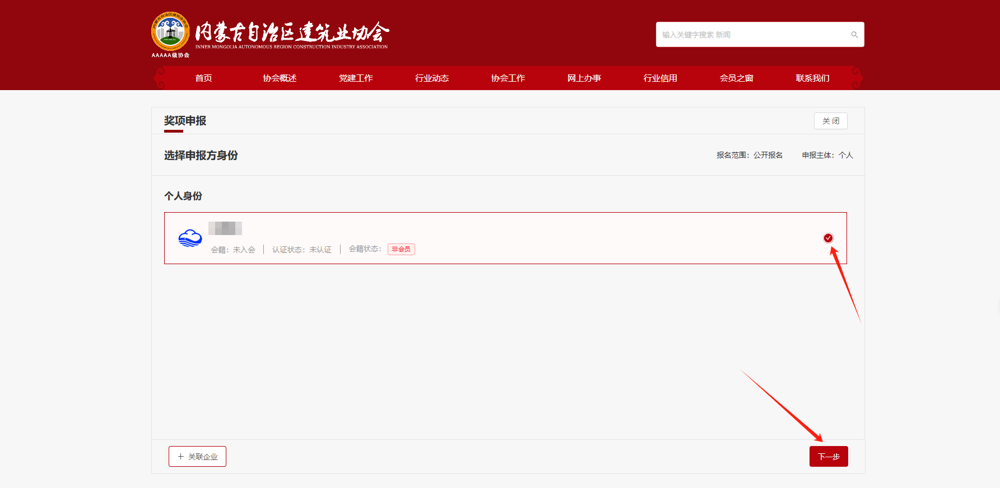 内蒙古自治区建筑业协会
INNER MONGOLIA AUTONOMOUS REGION CONSTRUCTION INDUSTRY ASSOCIATION
AAAAA级协会
输入关键字搜索 新闻
首页 协会概述 党建工作 行业动态 协会工作 网上办事 行业信用 会员之窗 联系我们
奖项申报
关 闭
选择申报方身份
报名范围：公开报名 申报主体：个人
个人身份
会籍：未入会 认证状态：未认证 会籍状态： 非会员
关联企业
下一步